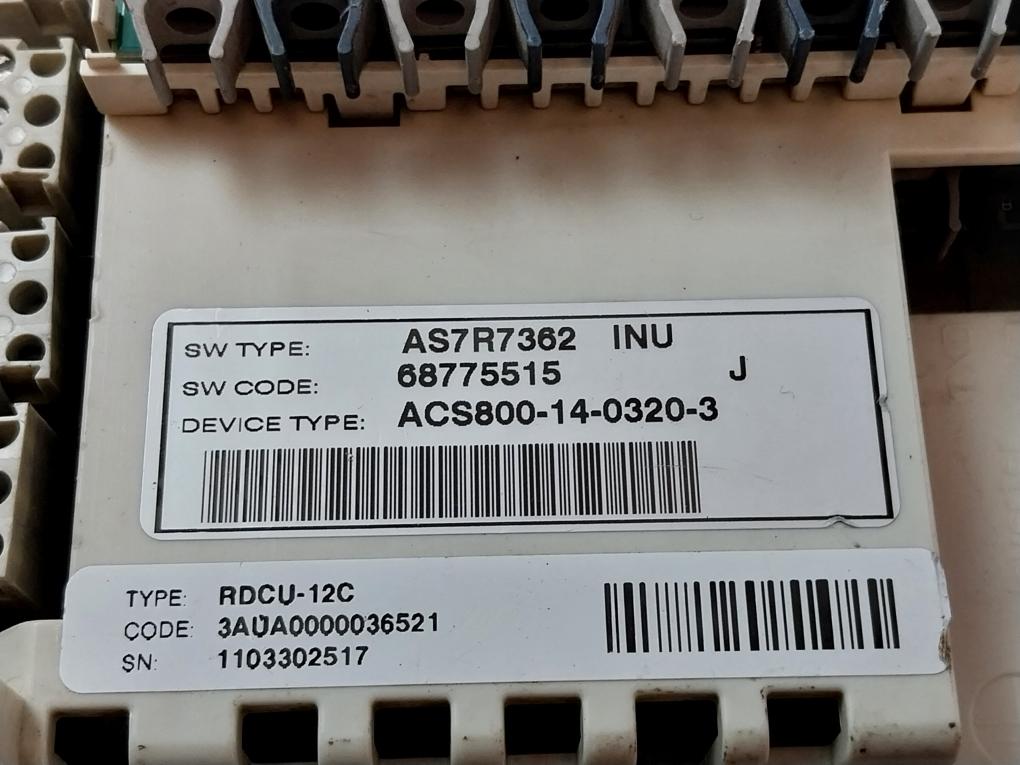 SW TYPE: AS7R7362 INU
SW CODE: 68775515 J
DEVICE TYPE: ACS800-14-0320-3
TYPE: RDCU-12C
CODE: 3AUA0000036521
SN: 1103302517